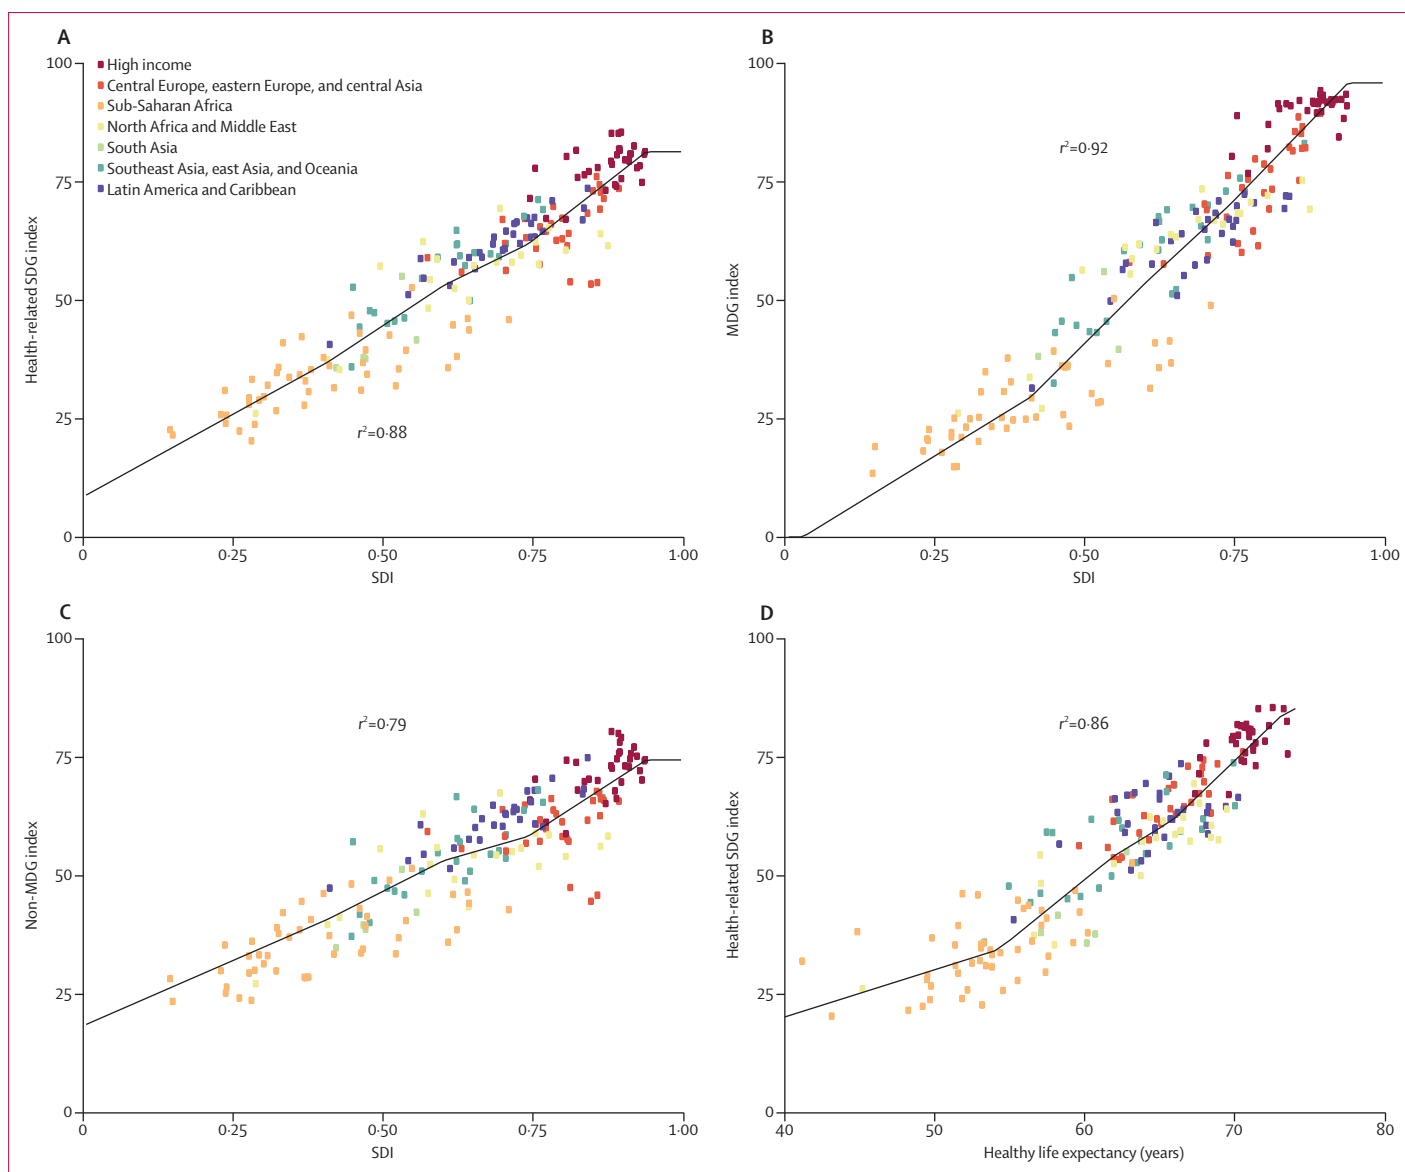 A
100
75
50
25
0
Health-related SDG index
High income
Central Europe, eastern Europe, and central Asia
Sub-Saharan Africa
North Africa and Middle East
South Asia
Southeast Asia, east Asia, and Oceania
Latin America and Caribbean
r²=0·88
0
0·25
0·50
0·75
1·00
SDI
B
100
75
50
25
0
MDG index
r²=0·92
0
0·25
0·50
0·75
1·00
SDI
C
100
75
50
25
0
Non-MDG index
r²=0·79
0
0·25
0·50
0·75
1·00
SDI
D
100
75
50
25
0
Health-related SDG index
r²=0·86
40
50
60
70
80
Healthy life expectancy (years)